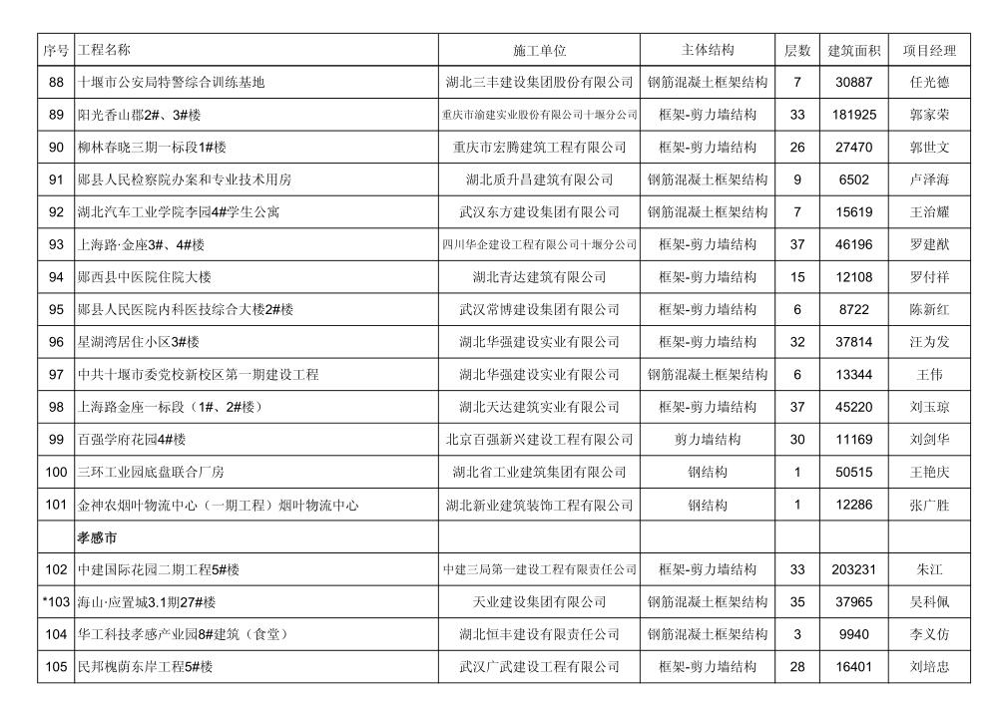 序号 工程名称 施工单位 主体结构 层数 建筑面积 项目经理
88 十堰市公安局特警综合训练基地 湖北三丰建设集团股份有限公司 钢筋混凝土框架结构 7 30887 任光德
89 阳光香山郡2#、3#楼 重庆市渝建实业股份有限公司十堰分公司 框架-剪力墙结构 33 181925 郭家荣
90 柳林春晓三期一标段1#楼 重庆市宏腾建筑工程有限公司 框架-剪力墙结构 26 27470 郭世文
91 郧县人民检察院办案和专业技术用房 湖北质升昌建筑有限公司 钢筋混凝土框架结构 9 6502 卢泽海
92 湖北汽车工业学院李园4#学生公寓 武汉东方建设集团有限公司 钢筋混凝土框架结构 7 15619 王治耀
93 上海路·金座3#、4#楼 四川华企建设工程有限公司十堰分公司 框架-剪力墙结构 37 46196 罗建猷
94 郧西县中医院住院大楼 湖北青达建筑有限公司 框架-剪力墙结构 15 12108 罗付祥
95 郧县人民医院内科医技综合大楼2#楼 武汉常博建设集团有限公司 框架-剪力墙结构 6 8722 陈新红
96 星湖湾居住小区3#楼 湖北华强建设实业有限公司 框架-剪力墙结构 32 37814 汪为发
97 中共十堰市委党校新校区第一期建设工程 湖北华强建设实业有限公司 钢筋混凝土框架结构 6 13344 王伟
98 上海路金座一标段（1#、2#楼） 湖北天达建筑实业有限公司 框架-剪力墙结构 37 45220 刘玉琼
99 百强学府花园4#楼 北京百强新兴建设工程有限公司 剪力墙结构 30 11169 刘剑华
100 三环工业园底盘联合厂房 湖北省工业建筑集团有限公司 钢结构 1 50515 王艳庆
101 金神农烟叶物流中心（一期工程）烟叶物流中心 湖北新业建筑装饰工程有限公司 钢结构 1 12286 张广胜
孝感市
102 中建国际花园二期工程5#楼 中建三局第一建设工程有限责任公司 框架-剪力墙结构 33 203231 朱江
*103 海山·应置城3.1期27#楼 天业建设集团有限公司 钢筋混凝土框架结构 35 37965 吴科佩
104 华工科技孝感产业园8#建筑（食堂） 湖北恒丰建设有限责任公司 钢筋混凝土框架结构 3 9940 李义仿
105 民邦槐荫东岸工程5#楼 武汉广武建设工程有限公司 框架-剪力墙结构 28 16401 刘培忠